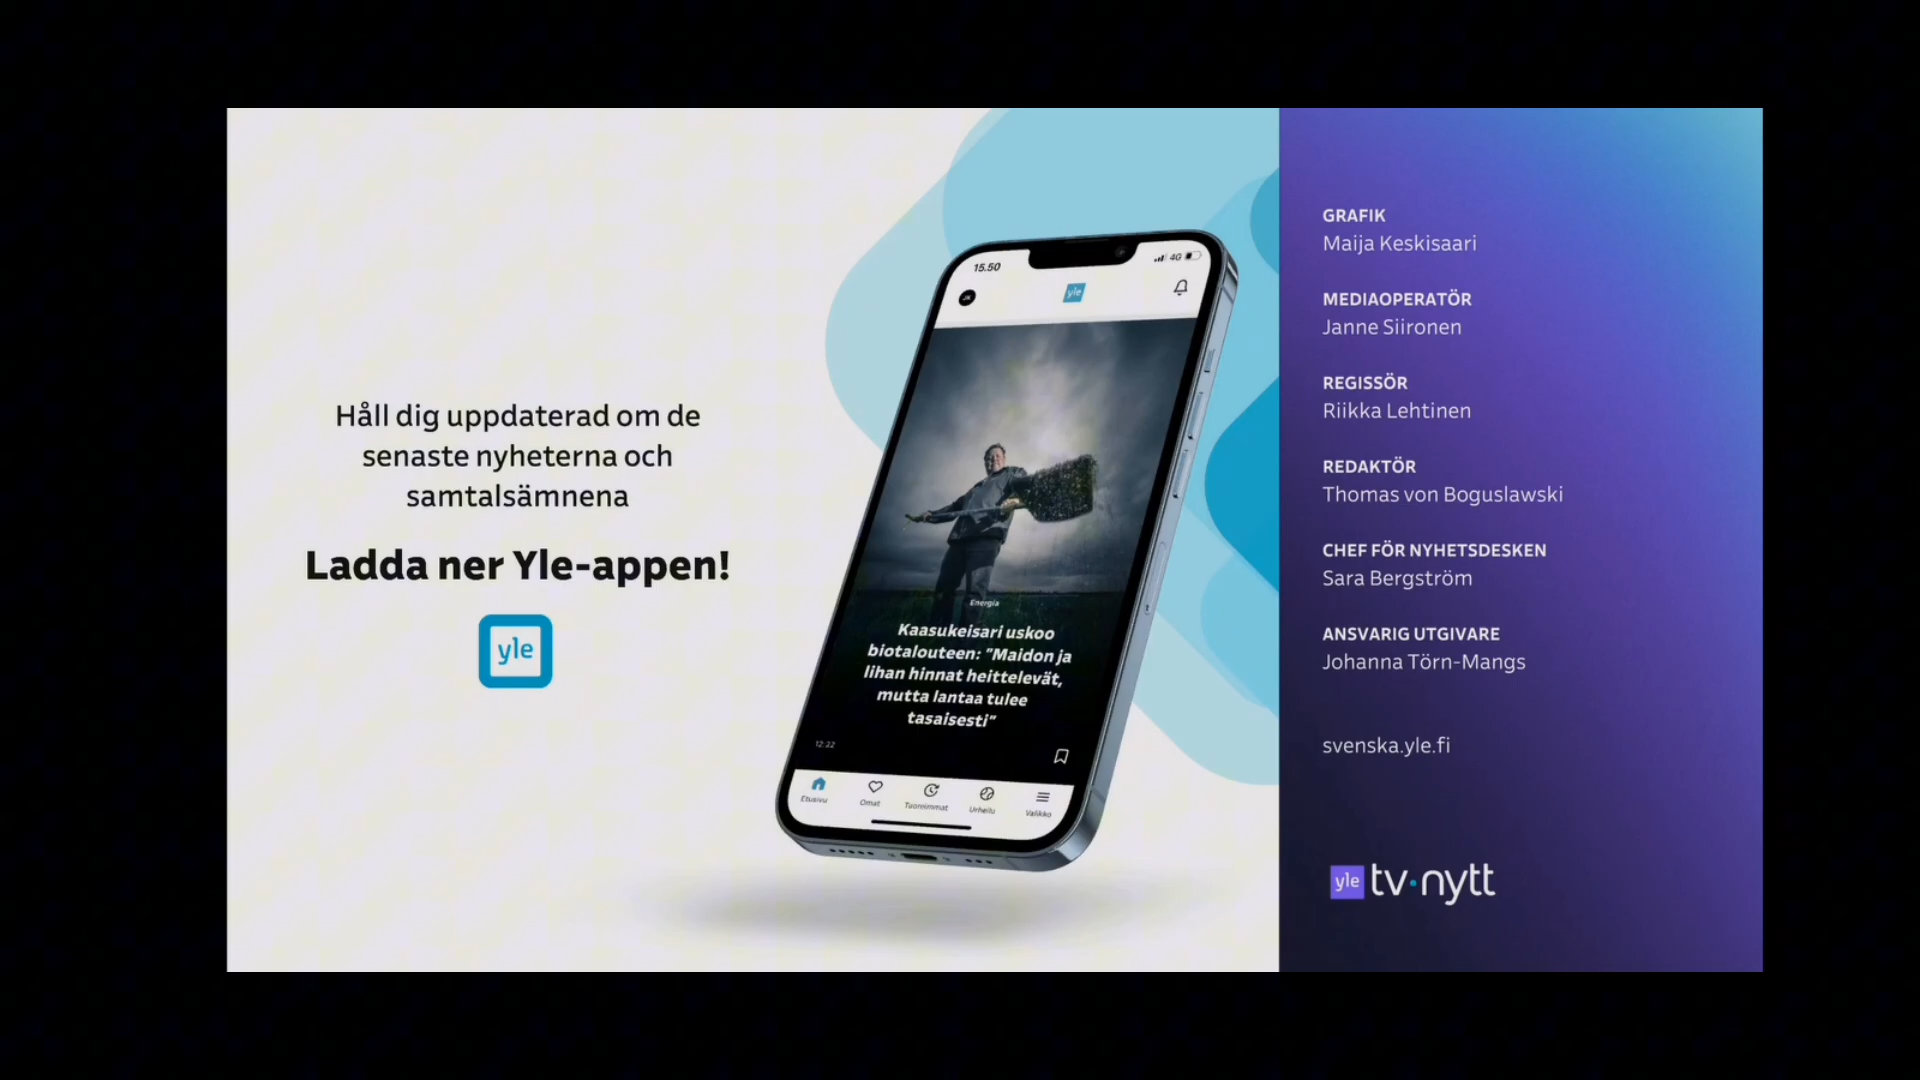 Håll dig uppdaterad om de
senaste nyheterna och
samtalsämnena
Ladda ner Yle-appen!
yle
15.50
4G
JK
yle
Energia
Kaasukeisari uskoo
biotalouteen: "Maidon ja
lihan hinnat heittelevät,
mutta lantaa tulee
tasaisesti"
12:22
Etusivu
Omat
Tuoreimmat
Urheilu
Valikko
GRAFIK
Maija Keskisaari
MEDIAOPERATÖR
Janne Siironen
REGISSÖR
Riikka Lehtinen
REDAKTÖR
Thomas von Boguslawski
CHEF FÖR NYHETSDESKEN
Sara Bergström
ANSVARIG UTGIVARE
Johanna Törn-Mangs
svenska.yle.fi
yle tv·nytt